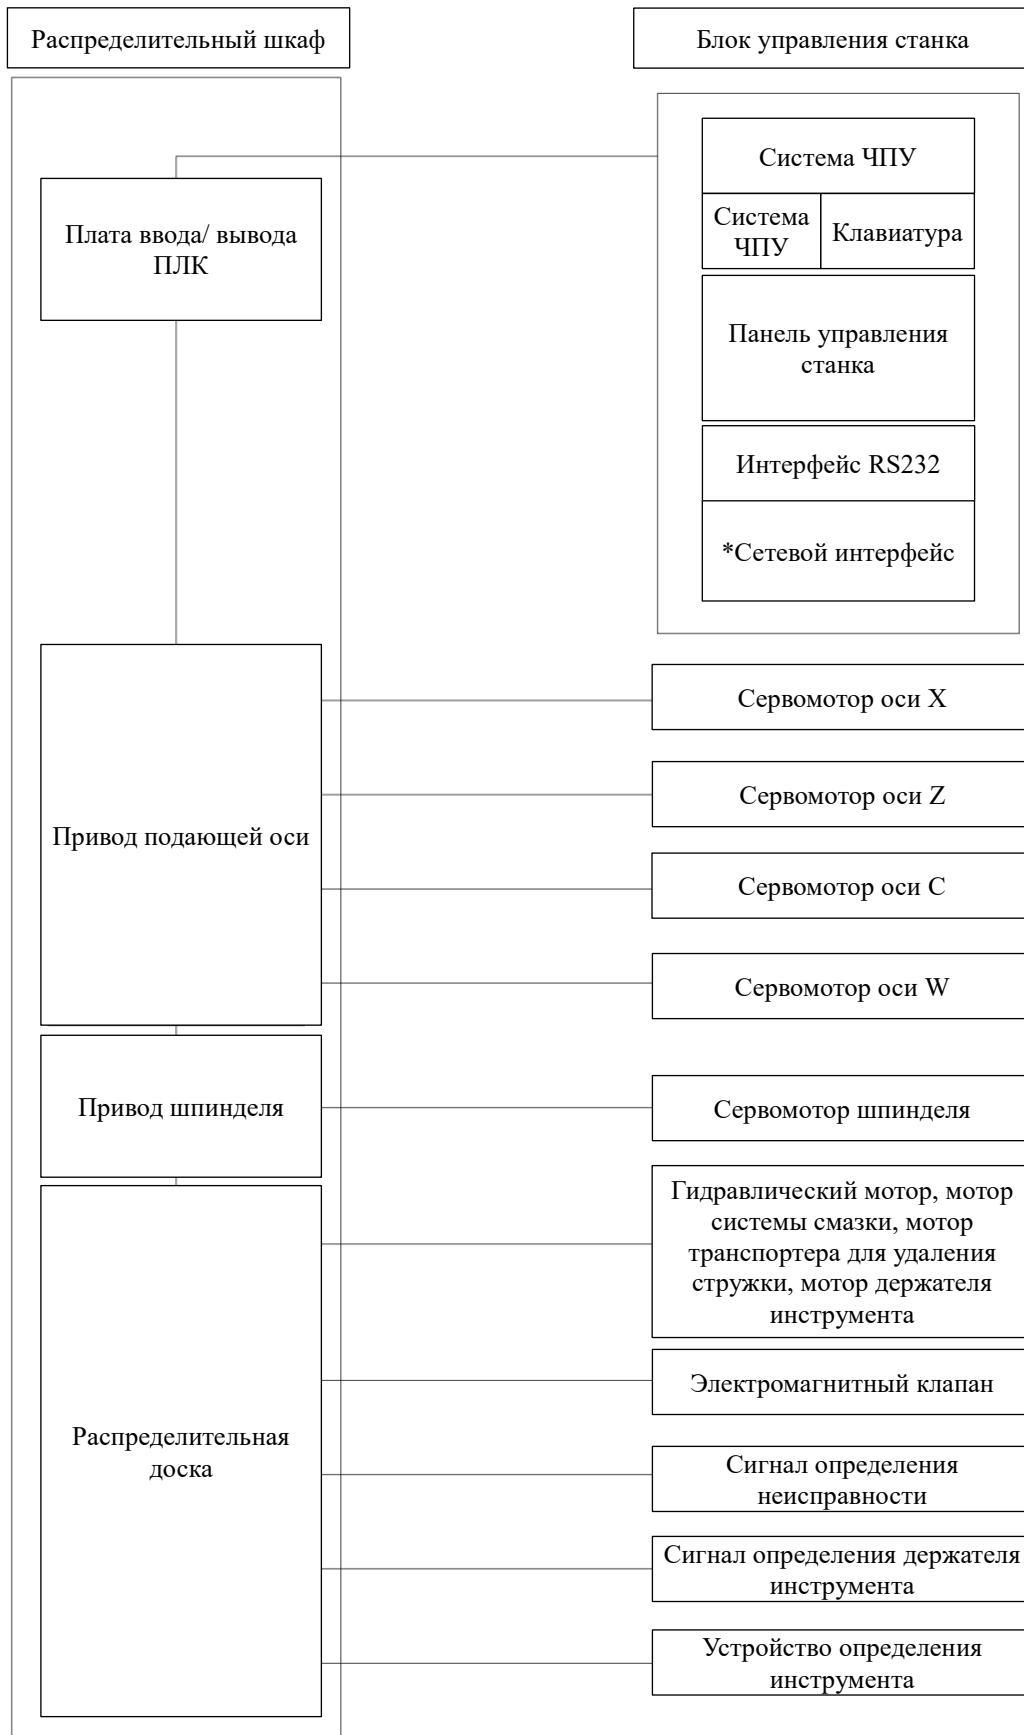 Распределительный шкаф
Блок управления станка
Система ЧПУ
Система
ЧПУ
Клавиатура
Плата ввода/ вывода
ПЛК
Панель управления
станка
Интерфейс RS232
*Сетевой интерфейс
Привод подающей оси
Сервомотор оси X
Сервомотор оси Z
Сервомотор оси C
Сервомотор оси W
Привод шпинделя
Сервомотор шпинделя
Распределительная
доска
Гидравлический мотор, мотор
системы смазки, мотор
транспортера для удаления
стружки, мотор держателя
инструмента
Электромагнитный клапан
Сигнал определения
неисправности
Сигнал определения держателя
инструмента
Устройство определения
инструмента